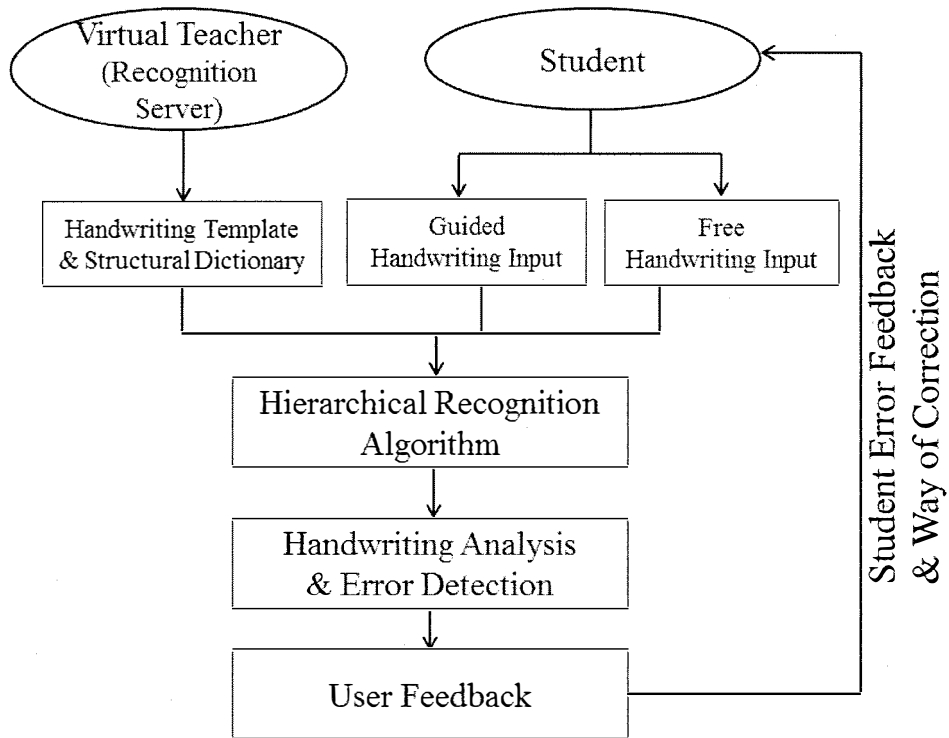 Virtual Teacher
(Recognition
Server)
Student
Handwriting Template
& Structural Dictionary
Guided
Handwriting Input
Free
Handwriting Input
Hierarchical Recognition
Algorithm
Handwriting Analysis
& Error Detection
User Feedback
Student Error Feedback
& Way of Correction